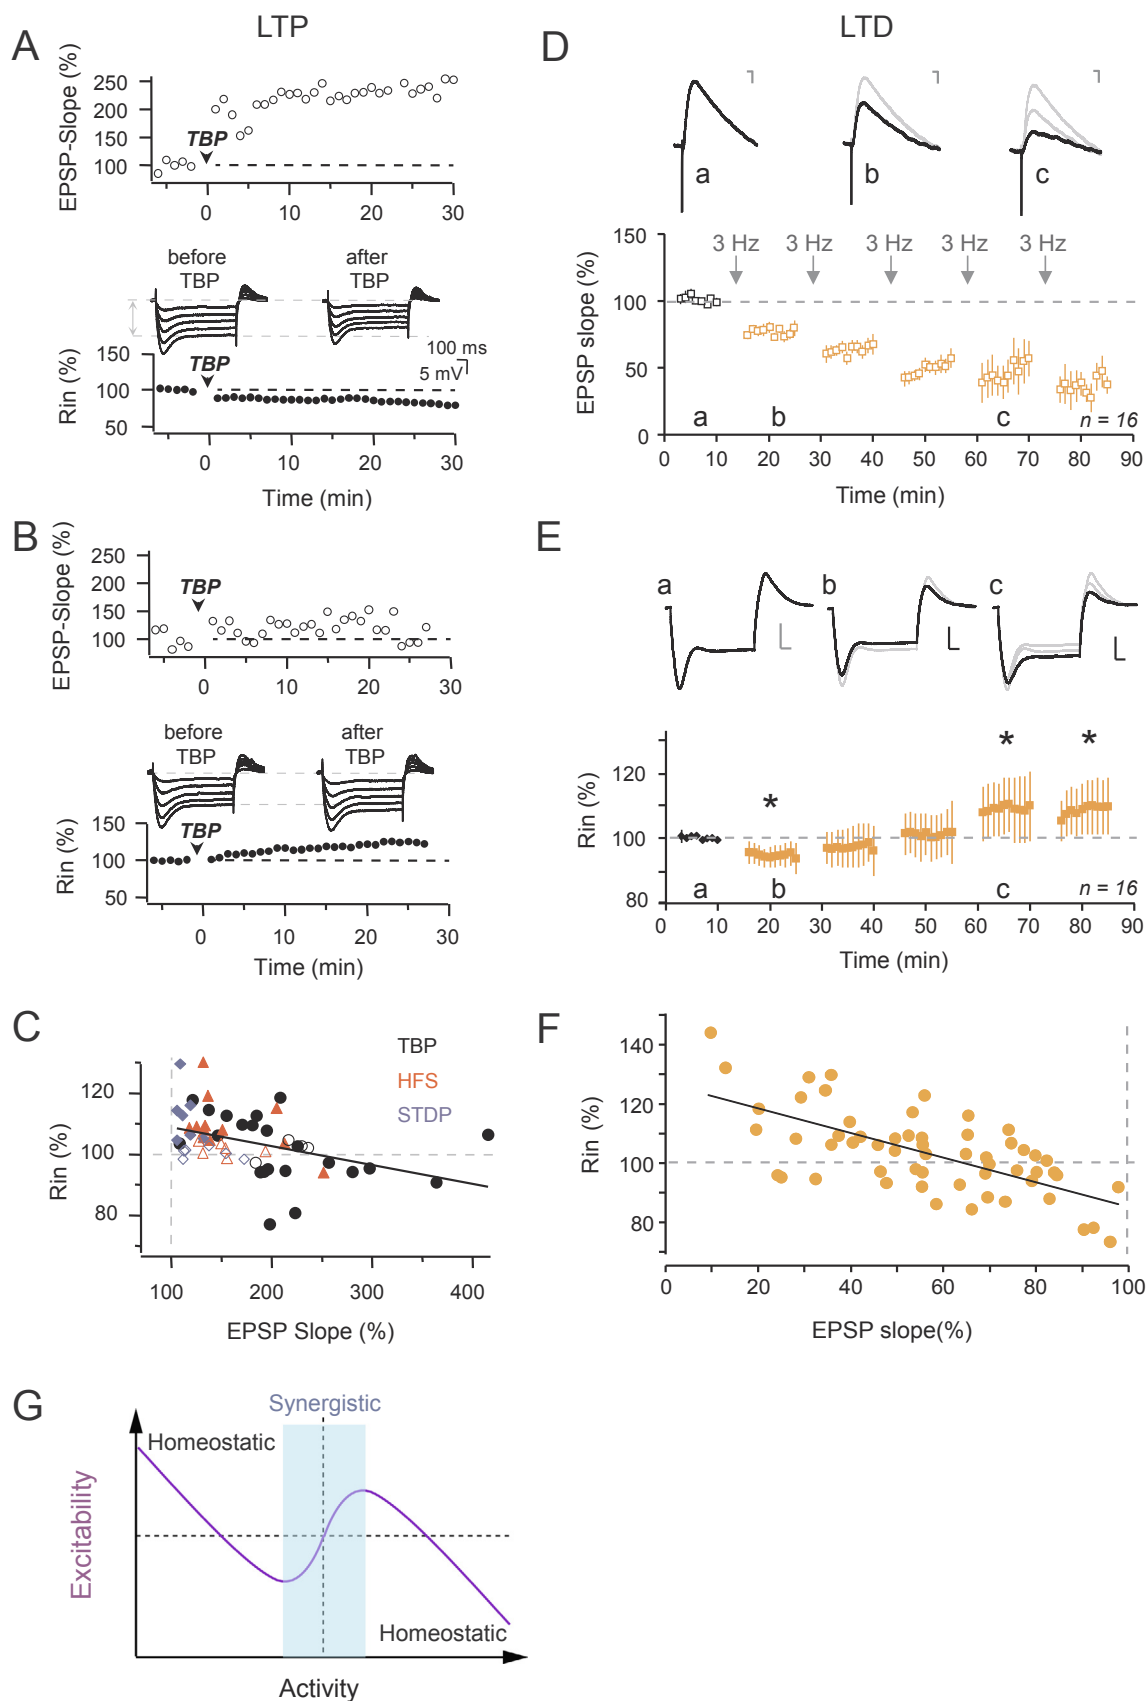 LTP
LTD
A
EPSP-Slope (%)
250
200
150
100
TBP
0
10
20
30
before
TBP
after
TBP
100 ms
5 mV
Rin (%)
150
100
50
TBP
0
10
20
30
Time (min)
B
EPSP-Slope (%)
250
200
150
100
TBP
0
10
20
30
before
TBP
after
TBP
Rin (%)
150
100
50
TBP
0
10
20
30
Time (min)
C
Rin (%)
120
100
80
TBP
HFS
STDP
100
200
300
400
EPSP Slope (%)
D
a
b
c
EPSP slope (%)
150
100
50
0
3 Hz
3 Hz
3 Hz
3 Hz
3 Hz
a
b
c
n = 16
0 10 20 30 40 50 60 70 80 90
Time (min)
E
a
b
c
Rin (%)
120
100
80
*
*
*
a
b
c
n = 16
0 10 20 30 40 50 60 70 80 90
Time (min)
F
Rin (%)
140
120
100
80
0 20 40 60 80 100
EPSP slope(%)
G
Synergistic
Homeostatic
Excitability
Homeostatic
Activity